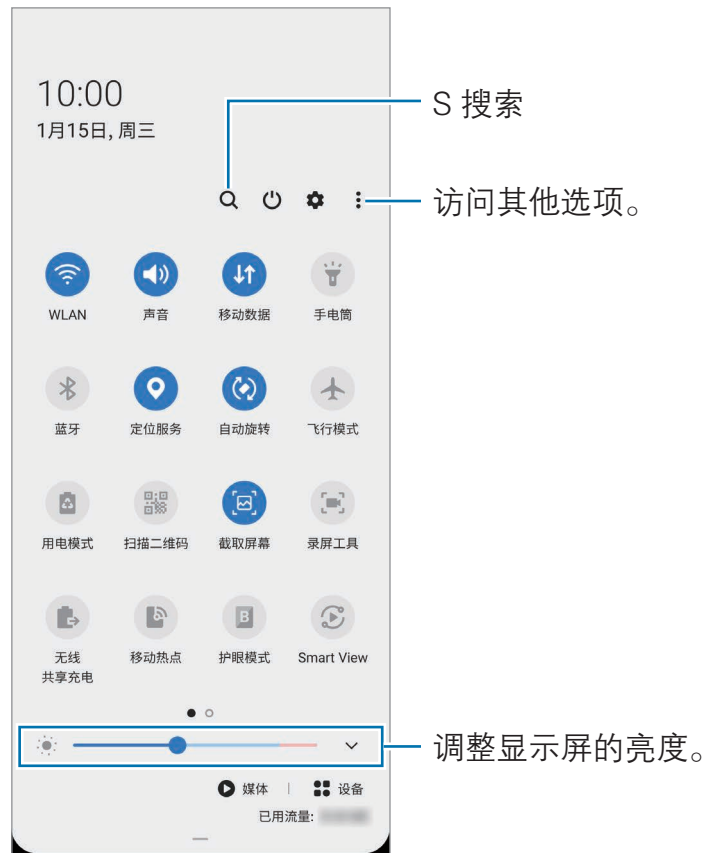 10:00
1月15日, 周三
S 搜索
访问其他选项。
WLAN 声音 移动数据 手电筒
蓝牙 定位服务 自动旋转 飞行模式
用电模式 扫描二维码 截取屏幕 录屏工具
无线 移动热点 护眼模式 Smart View
共享充电
调整显示屏的亮度。
媒体 | 设备
已用流量: